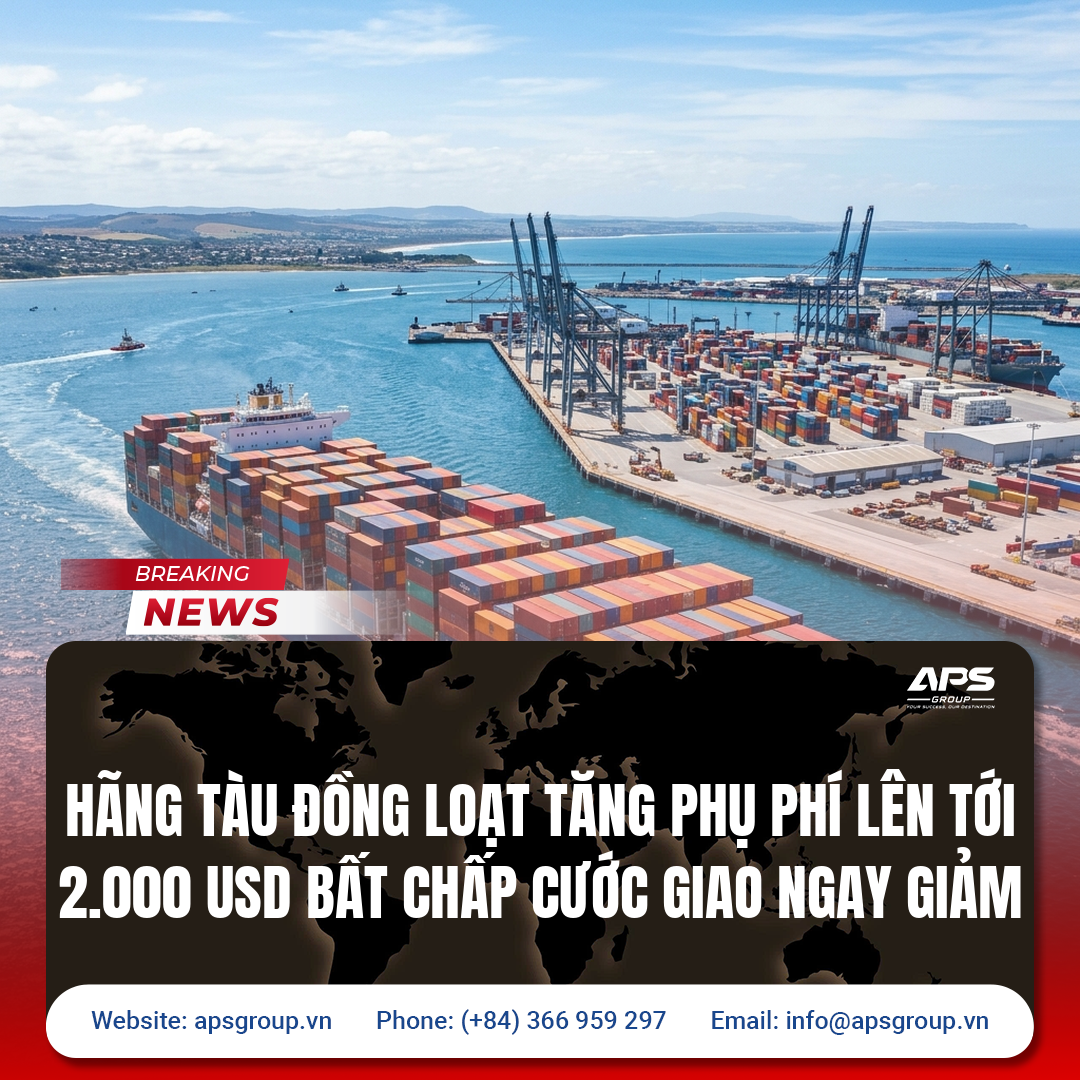 BREAKING
NEWS
APS
GROUP
YOUR SUCCESS, OUR DESTINATION
HÃNG TÀU ĐỒNG LOẠT TĂNG PHỤ PHÍ LÊN TỚI
2.000 USD BẤT CHẤP CƯỚC GIAO NGAY GIẢM
Website: apsgroup.vn Phone: (+84) 366 959 297 Email: info@apsgroup.vn